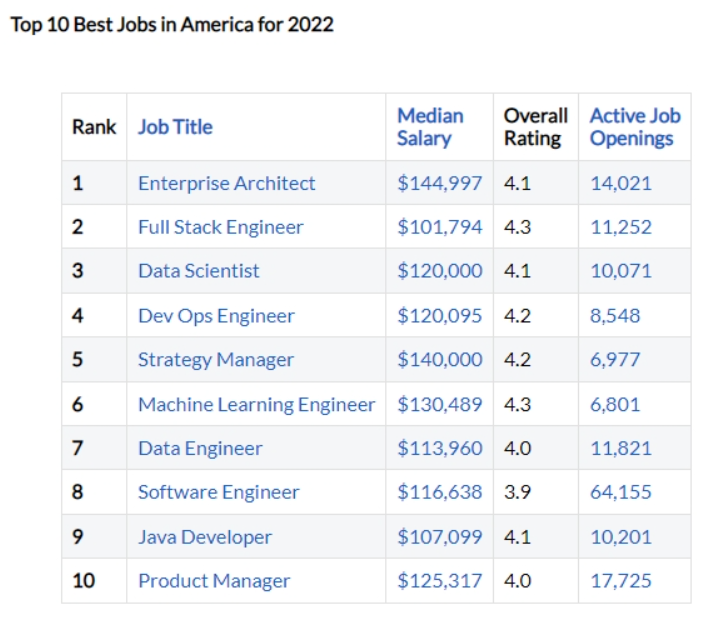 Top 10 Best Jobs in America for 2022
Rank Job Title Median Salary Overall Rating Active Job Openings
1 Enterprise Architect $144,997 4.1 14,021
2 Full Stack Engineer $101,794 4.3 11,252
3 Data Scientist $120,000 4.1 10,071
4 Dev Ops Engineer $120,095 4.2 8,548
5 Strategy Manager $140,000 4.2 6,977
6 Machine Learning Engineer $130,489 4.3 6,801
7 Data Engineer $113,960 4.0 11,821
8 Software Engineer $116,638 3.9 64,155
9 Java Developer $107,099 4.1 10,201
10 Product Manager $125,317 4.0 17,725